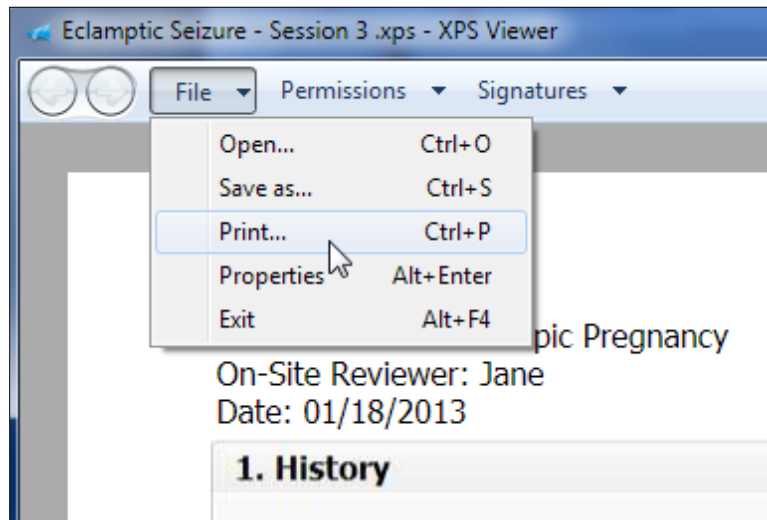 Eclamptic Seizure - Session 3 .xps - XPS Viewer
File Permissions Signatures
Open... Ctrl+O
Save as... Ctrl+S
Print... Ctrl+P
Properties Alt+Enter
Exit Alt+F4
pic Pregnancy
On-Site Reviewer: Jane
Date: 01/18/2013
1. History